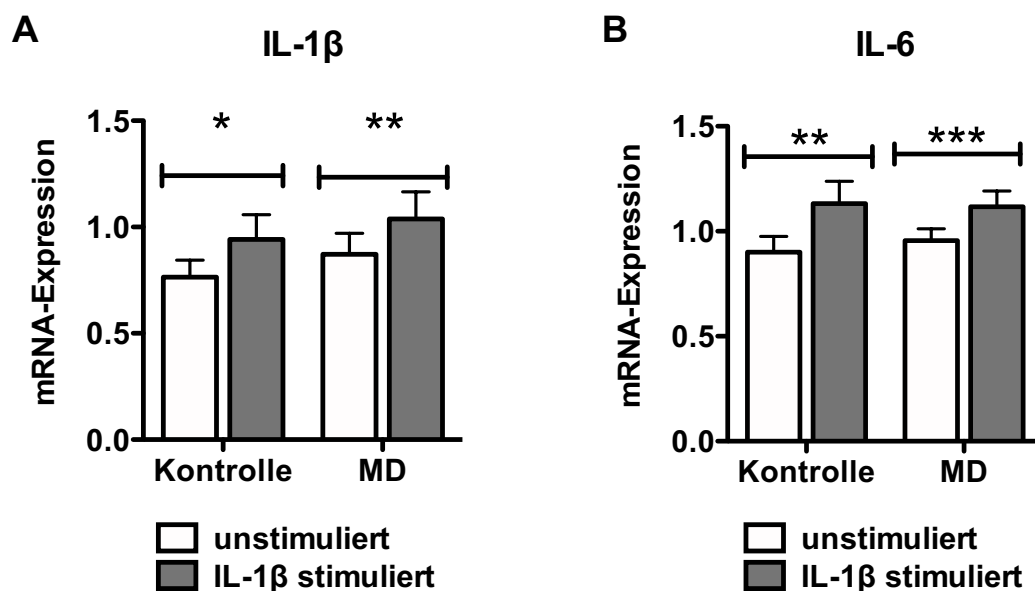 A
IL-1β
mRNA-Expression
1.5
1.0
0.5
0.0
*
**
Kontrolle
MD
unstimuliert
IL-1β stimuliert
B
IL-6
mRNA-Expression
1.5
1.0
0.5
0.0
**
***
Kontrolle
MD
unstimuliert
IL-1β stimuliert